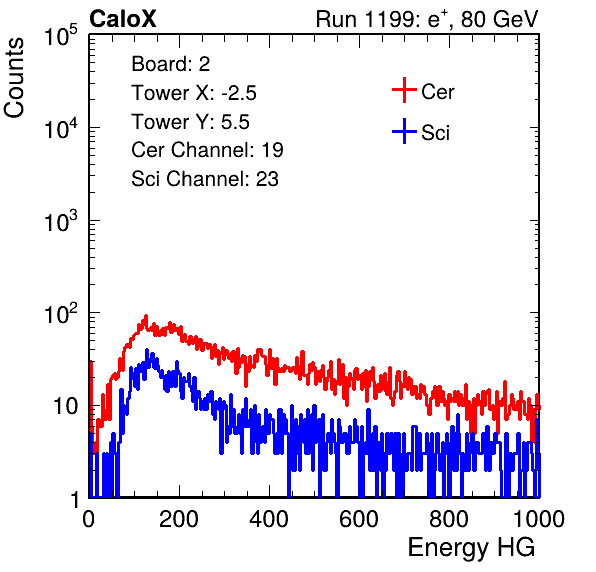 CaloX Run 1199: e⁺, 80 GeV
Counts
10⁵
10⁴
10³
10²
10
1
Board: 2
Tower X: -2.5
Tower Y: 5.5
Cer Channel: 19
Sci Channel: 23
Cer
Sci
0 200 400 600 800 1000
Energy HG